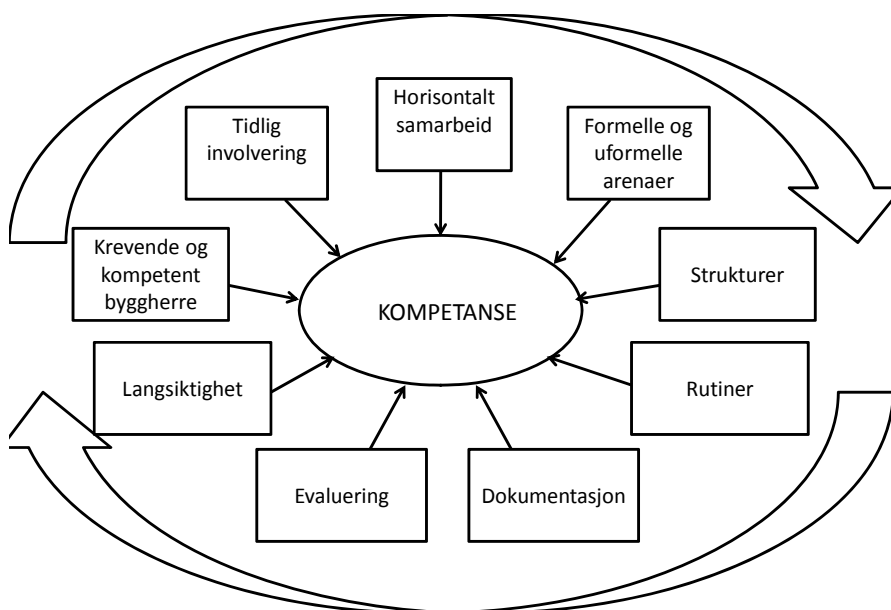 Horisontalt
samarbeid
Tidlig
involvering
Formelle og
uformelle
arenaer
Krevende og
kompetent
byggherre
Strukturer
KOMPETANSE
Langsiktighet
Rutiner
Evaluering
Dokumentasjon